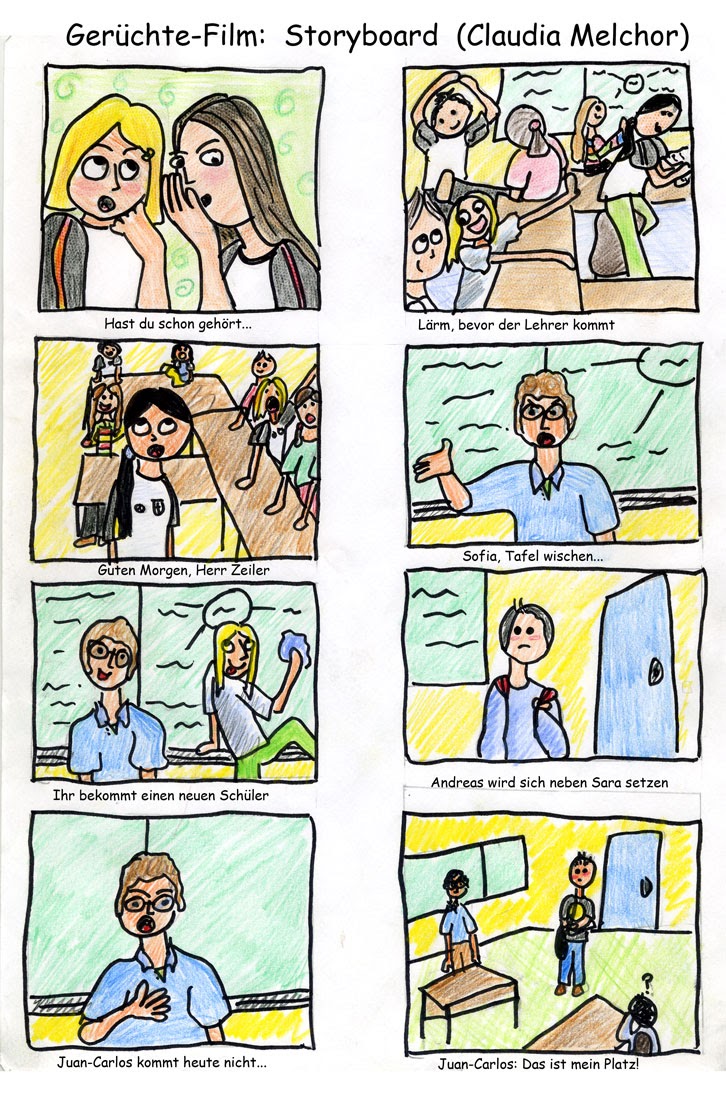 Gerüchte-Film: Storyboard (Claudia Melchor)
Hast du schon gehört...
Lärm, bevor der Lehrer kommt
Guten Morgen, Herr Zeiler
Sofia, Tafel wischen...
Ihr bekommt einen neuen Schüler
Andreas wird sich neben Sara setzen
Juan-Carlos kommt heute nicht...
?
Juan-Carlos: Das ist mein Platz!